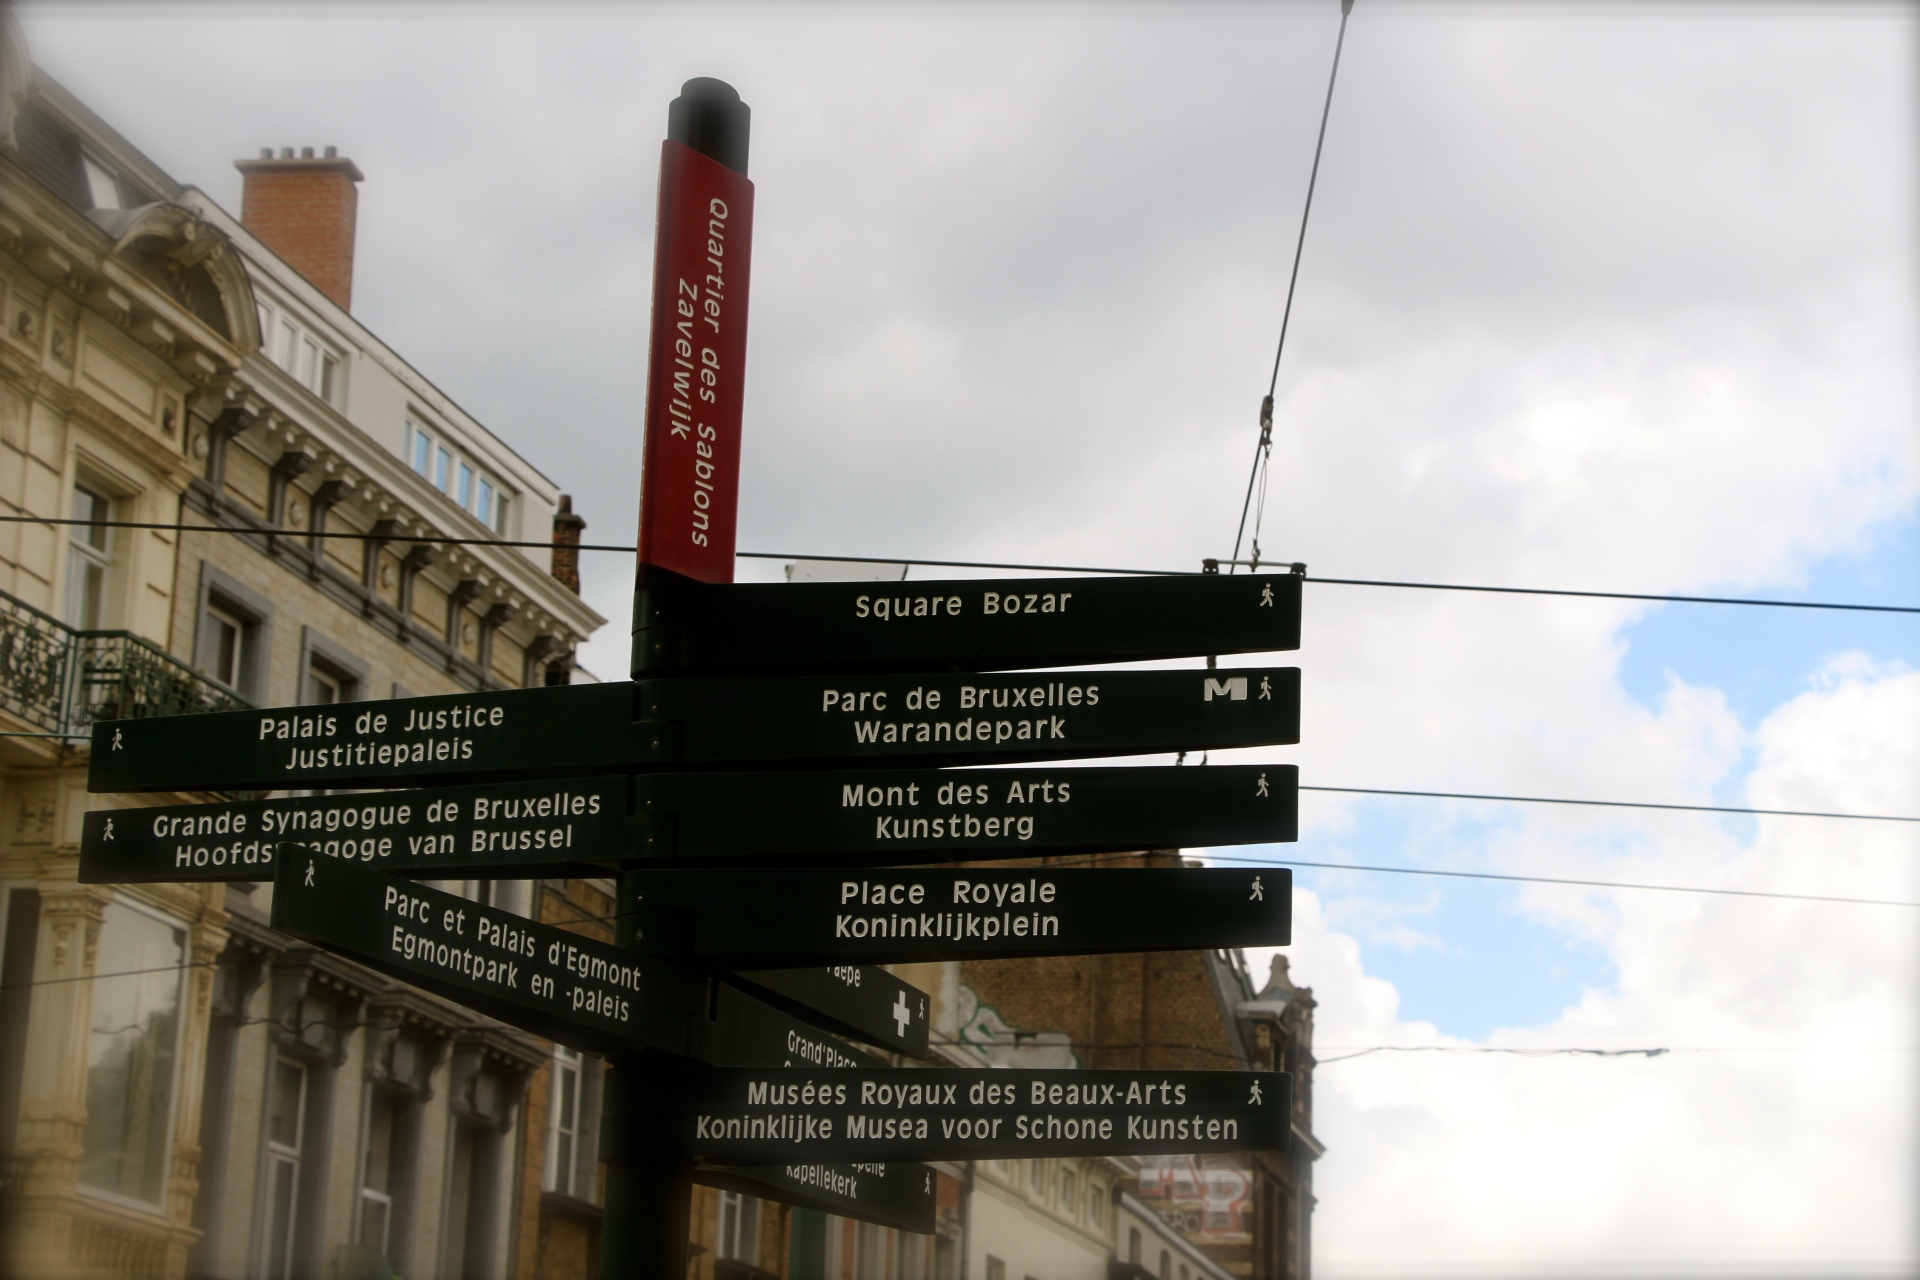 Quartier des Sablons
Zavelwijk
Square Bozar
Parc de Bruxelles
Warandepark
M
Palais de Justice
Justitiepaleis
Mont des Arts
Kunstberg
Grande Synagogue de Bruxelles
van Brussel
Place Royale
Koninklijkplein
Parc et Palais d'Egmont
Egmontpark en -paleis
Grand'Place
Musées Royaux des Beaux-Arts
Koninklijke Musea voor Schone Kunsten
Kapellekerk